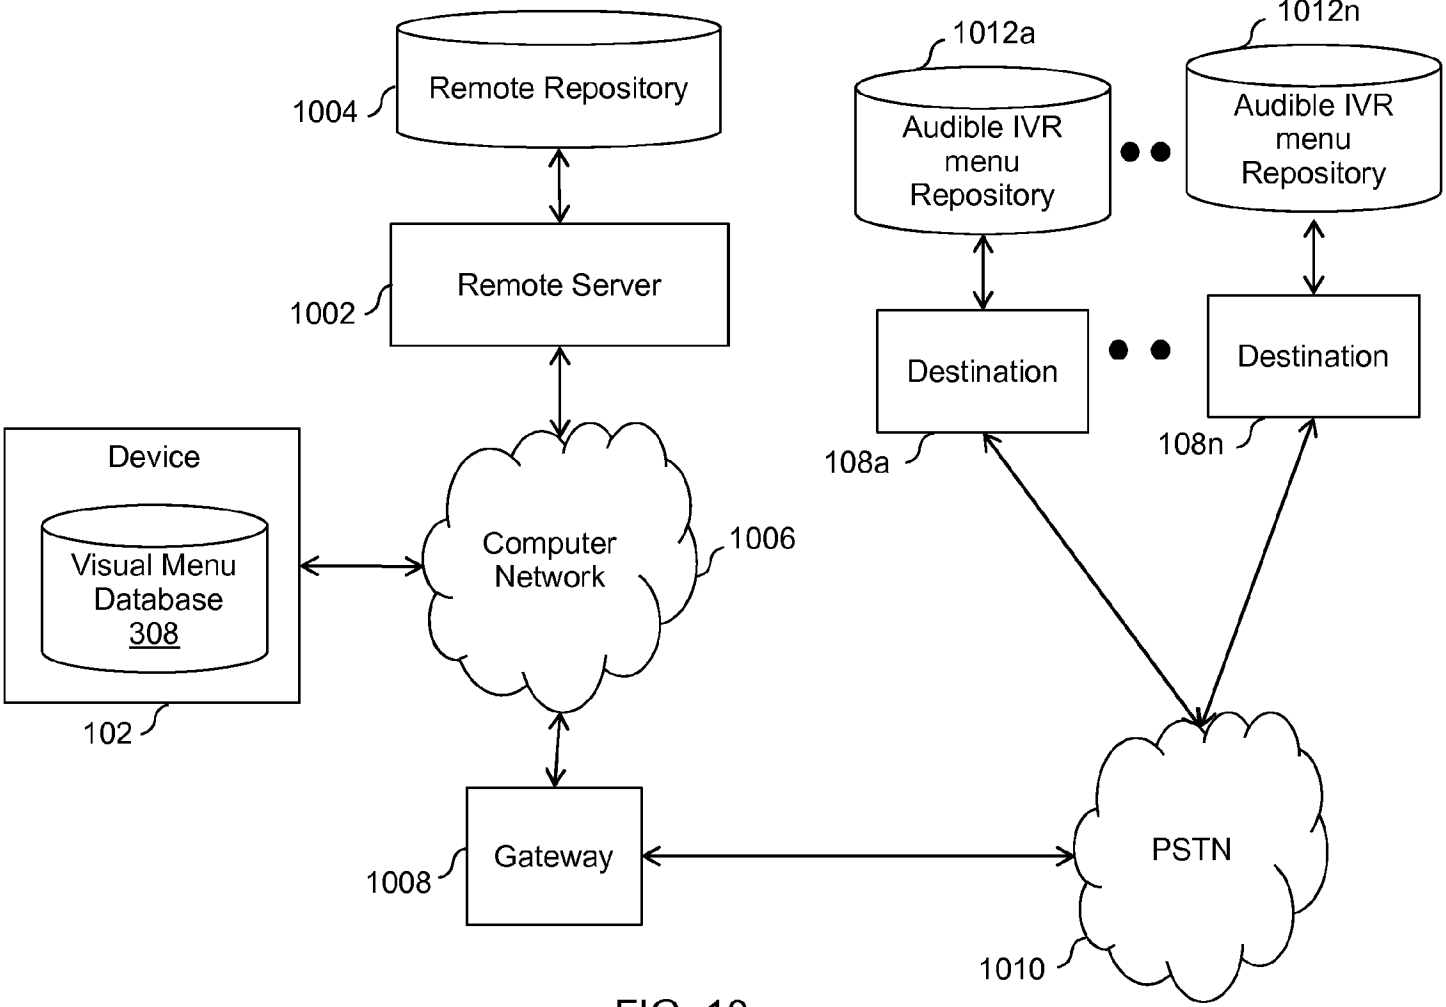 1012n
1012a
Remote Repository
1004
Audible IVR
menu
Repository
Audible IVR
menu
Repository
Remote Server
1002
Destination
Destination
108a
108n
Device
Visual Menu
Database
308
102
Computer
Network
1006
Gateway
1008
PSTN
1010